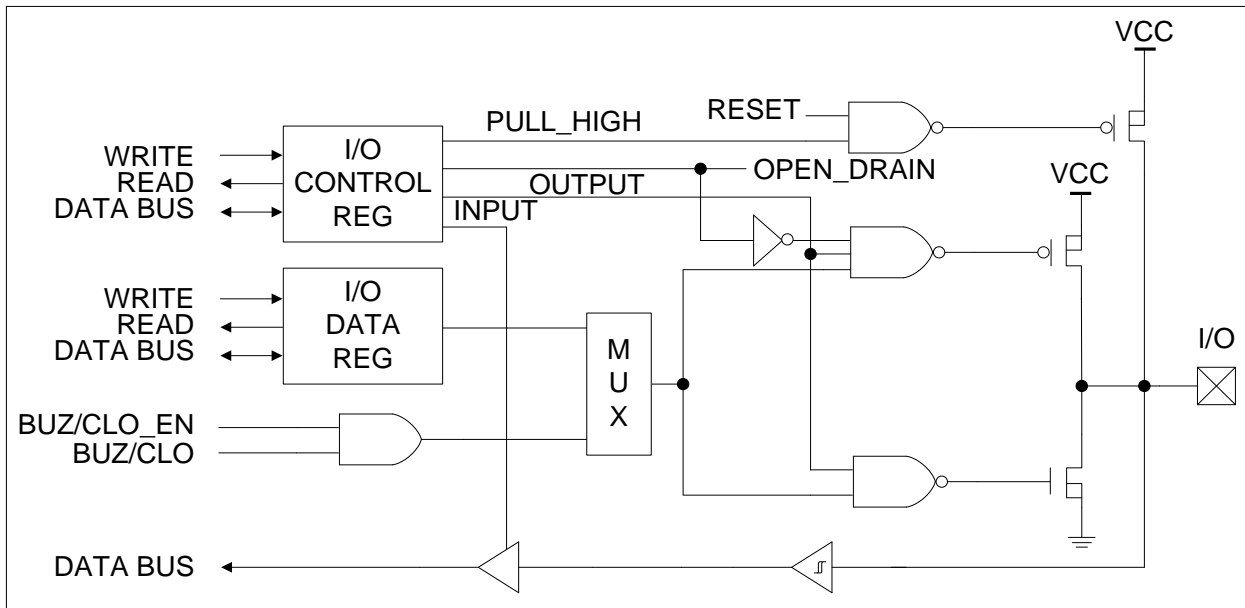 VCC
RESET
PULL_HIGH
WRITE
READ
DATA BUS
I/O
CONTROL
REG
OPEN_DRAIN
OUTPUT
INPUT
VCC
WRITE
READ
DATA BUS
I/O
DATA
REG
M
U
X
I/O
BUZ/CLO_EN
BUZ/CLO
DATA BUS